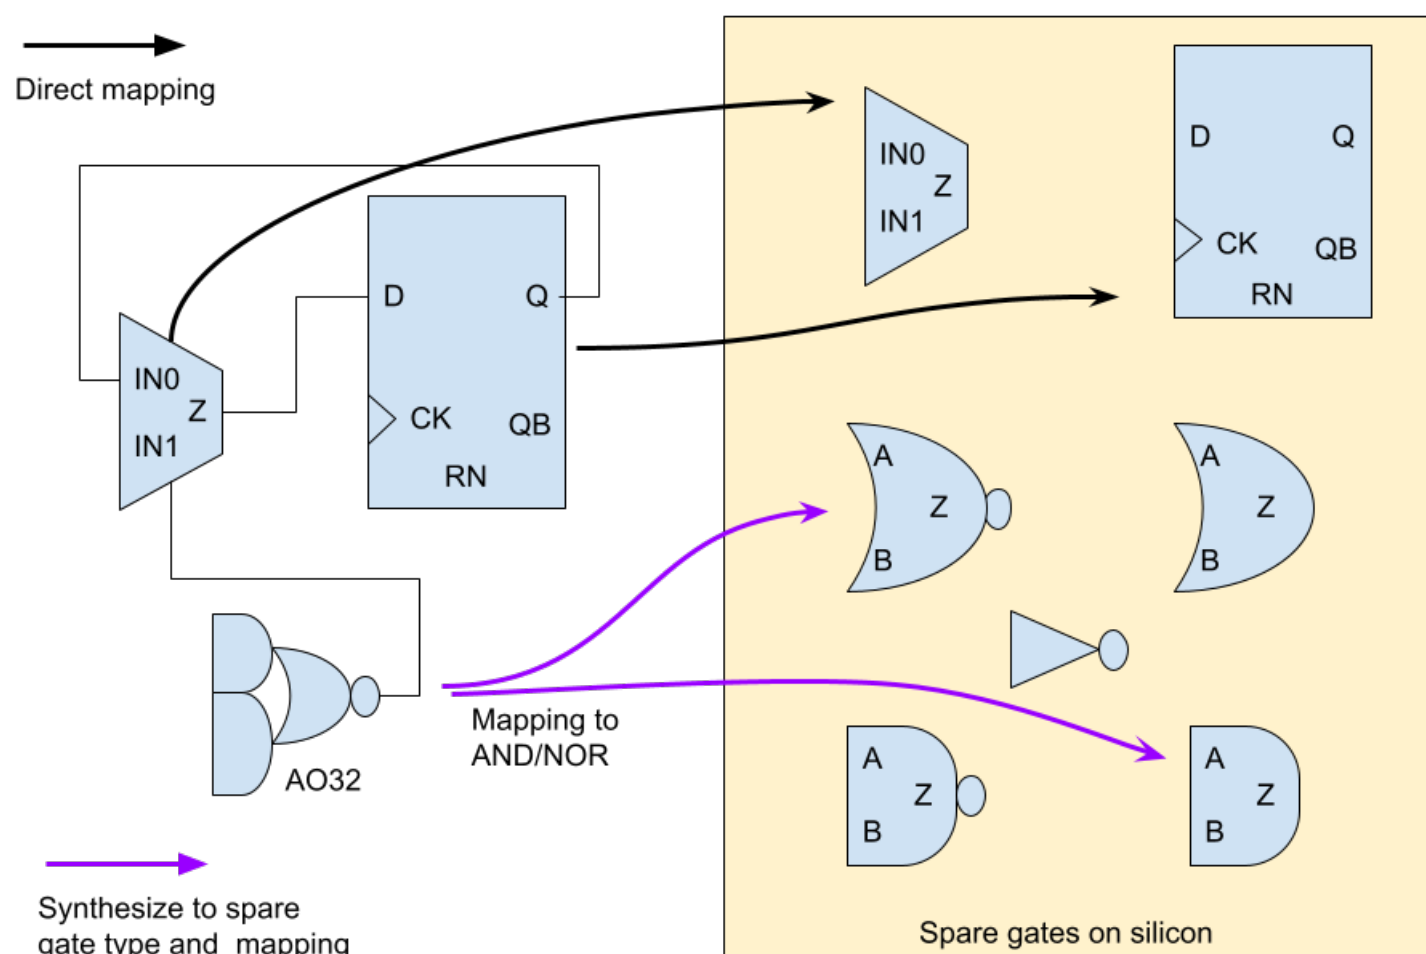 Direct mapping
IN0
Z
IN1
D
Q
CK
QB
RN
AO32
Mapping to
AND/NOR
Synthesize to spare
gate type and mapping
IN0
Z
IN1
D
Q
CK
QB
RN
A
Z
B
A
Z
B
A
Z
B
A
Z
B
Spare gates on silicon